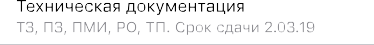 Техническая документация
ТЗ, ПЗ, ПМИ, РО, ТП. Срок сдачи 2.03.19